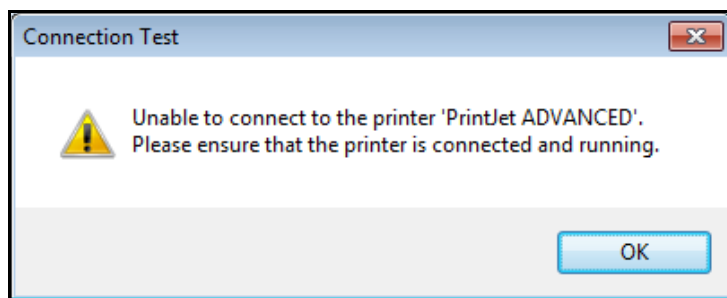 Connection Test
Unable to connect to the printer 'PrintJet ADVANCED'.
Please ensure that the printer is connected and running.
OK